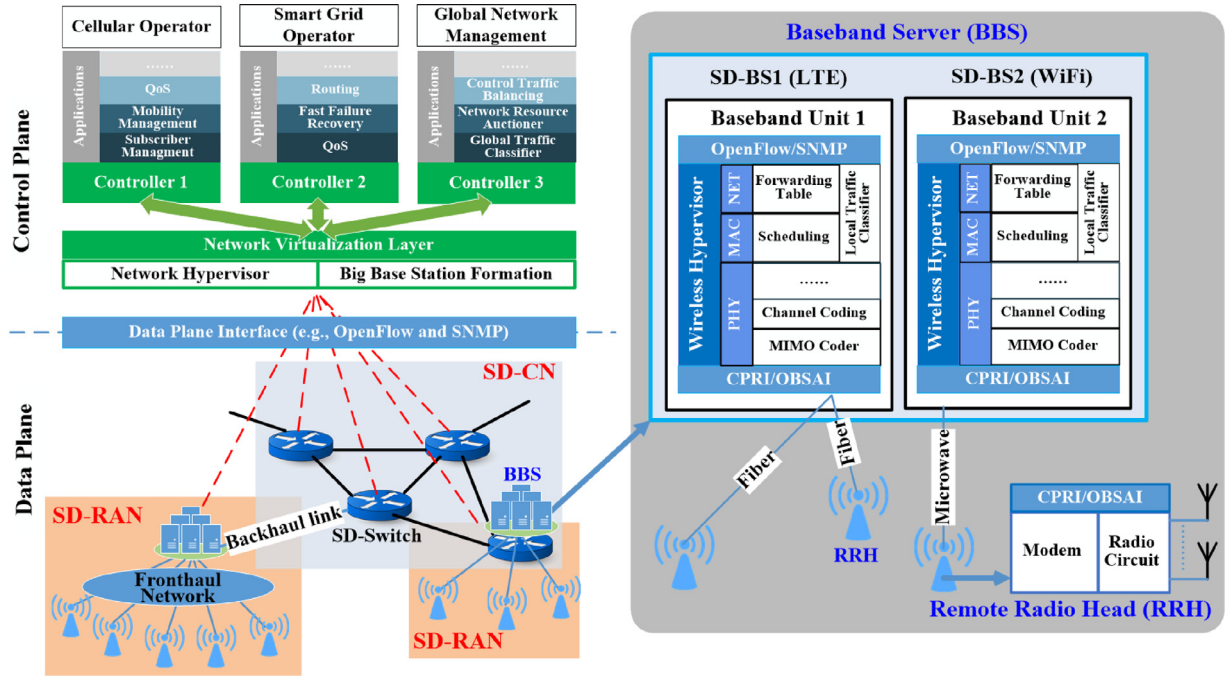 Control Plane
Cellular Operator
Applications
......
QoS
Mobility
Management
Subscriber
Managment
Controller 1
Smart Grid
Operator
Applications
......
Routing
Fast Failure
Recovery
QoS
Controller 2
Global Network
Management
Applications
......
Control Traffic
Balancing
Network Resource
Auctioner
Global Traffic
Classifier
Controller 3
Network Virtualization Layer
Network Hypervisor
Big Base Station Formation
Data Plane Interface (e.g., OpenFlow and SNMP)
Data Plane
SD-CN
BBS
SD-RAN
Backhaul link
SD-Switch
Fronthaul
Network
SD-RAN
Baseband Server (BBS)
SD-BS1 (LTE)
Baseband Unit 1
OpenFlow/SNMP
Wireless Hypervisor
NET
Forwarding
Table
Local Traffic
Classifier
MAC
Scheduling
PHY
......
Channel Coding
MIMO Coder
CPRI/OBSAI
SD-BS2 (WiFi)
Baseband Unit 2
OpenFlow/SNMP
Wireless Hypervisor
NET
Forwarding
Table
Local Traffic
Classifier
MAC
Scheduling
PHY
......
Channel Coding
MIMO Coder
CPRI/OBSAI
Fiber
Fiber
Microwave
RRH
CPRI/OBSAI
Modem
Radio
Circuit
Remote Radio Head (RRH)